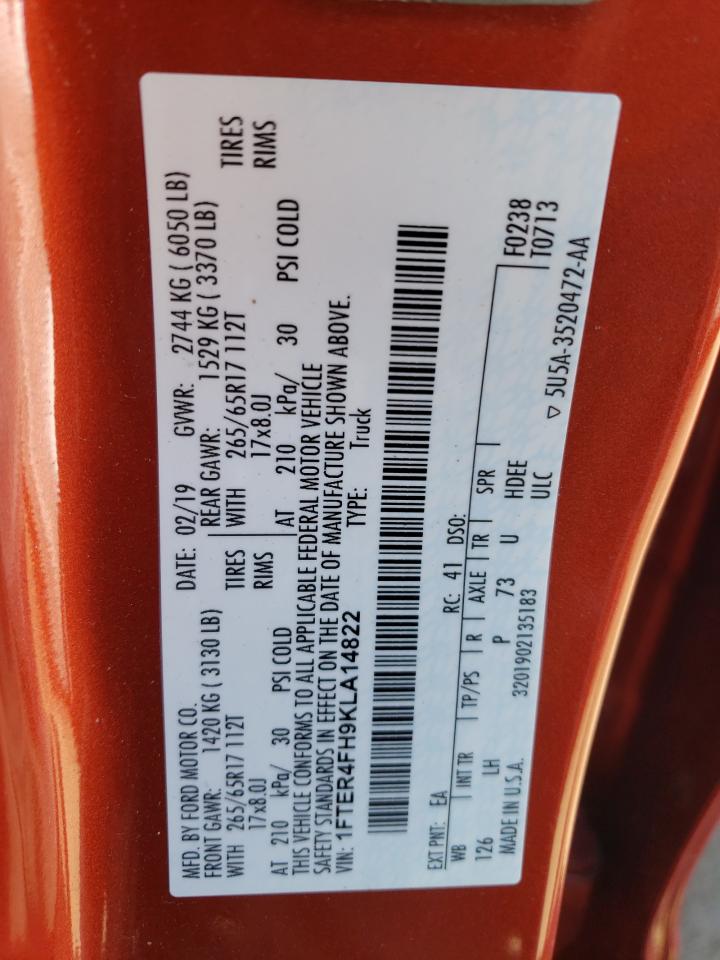 MFD. BY FORD MOTOR CO. DATE: 02/19 GVWR: 2744 KG ( 6050 LB)
FRONT GAWR: 1420 KG ( 3130 LB) REAR GAWR: 1529 KG ( 3370 LB)
WITH 265/65R17 112T TIRES WITH 265/65R17 112T TIRES
17x8.0J RIMS 17x8.0J RIMS
AT 210 kPa/ 30 PSI COLD AT 210 kPa/ 30 PSI COLD
THIS VEHICLE CONFORMS TO ALL APPLICABLE FEDERAL MOTOR VEHICLE
SAFETY STANDARDS IN EFFECT ON THE DATE OF MANUFACTURE SHOWN ABOVE.
VIN: 1FTER4FH9KLA14822 TYPE: Truck
EXT PNT: EA RC: 41 DSO:
WB INT TR TP/PS R AXLE TR SPR F0238
126 LH P 73 U HDEE T0713
MADE IN U.S.A. 3201902135183 ULC
▽ 5U5A-3520472-AA